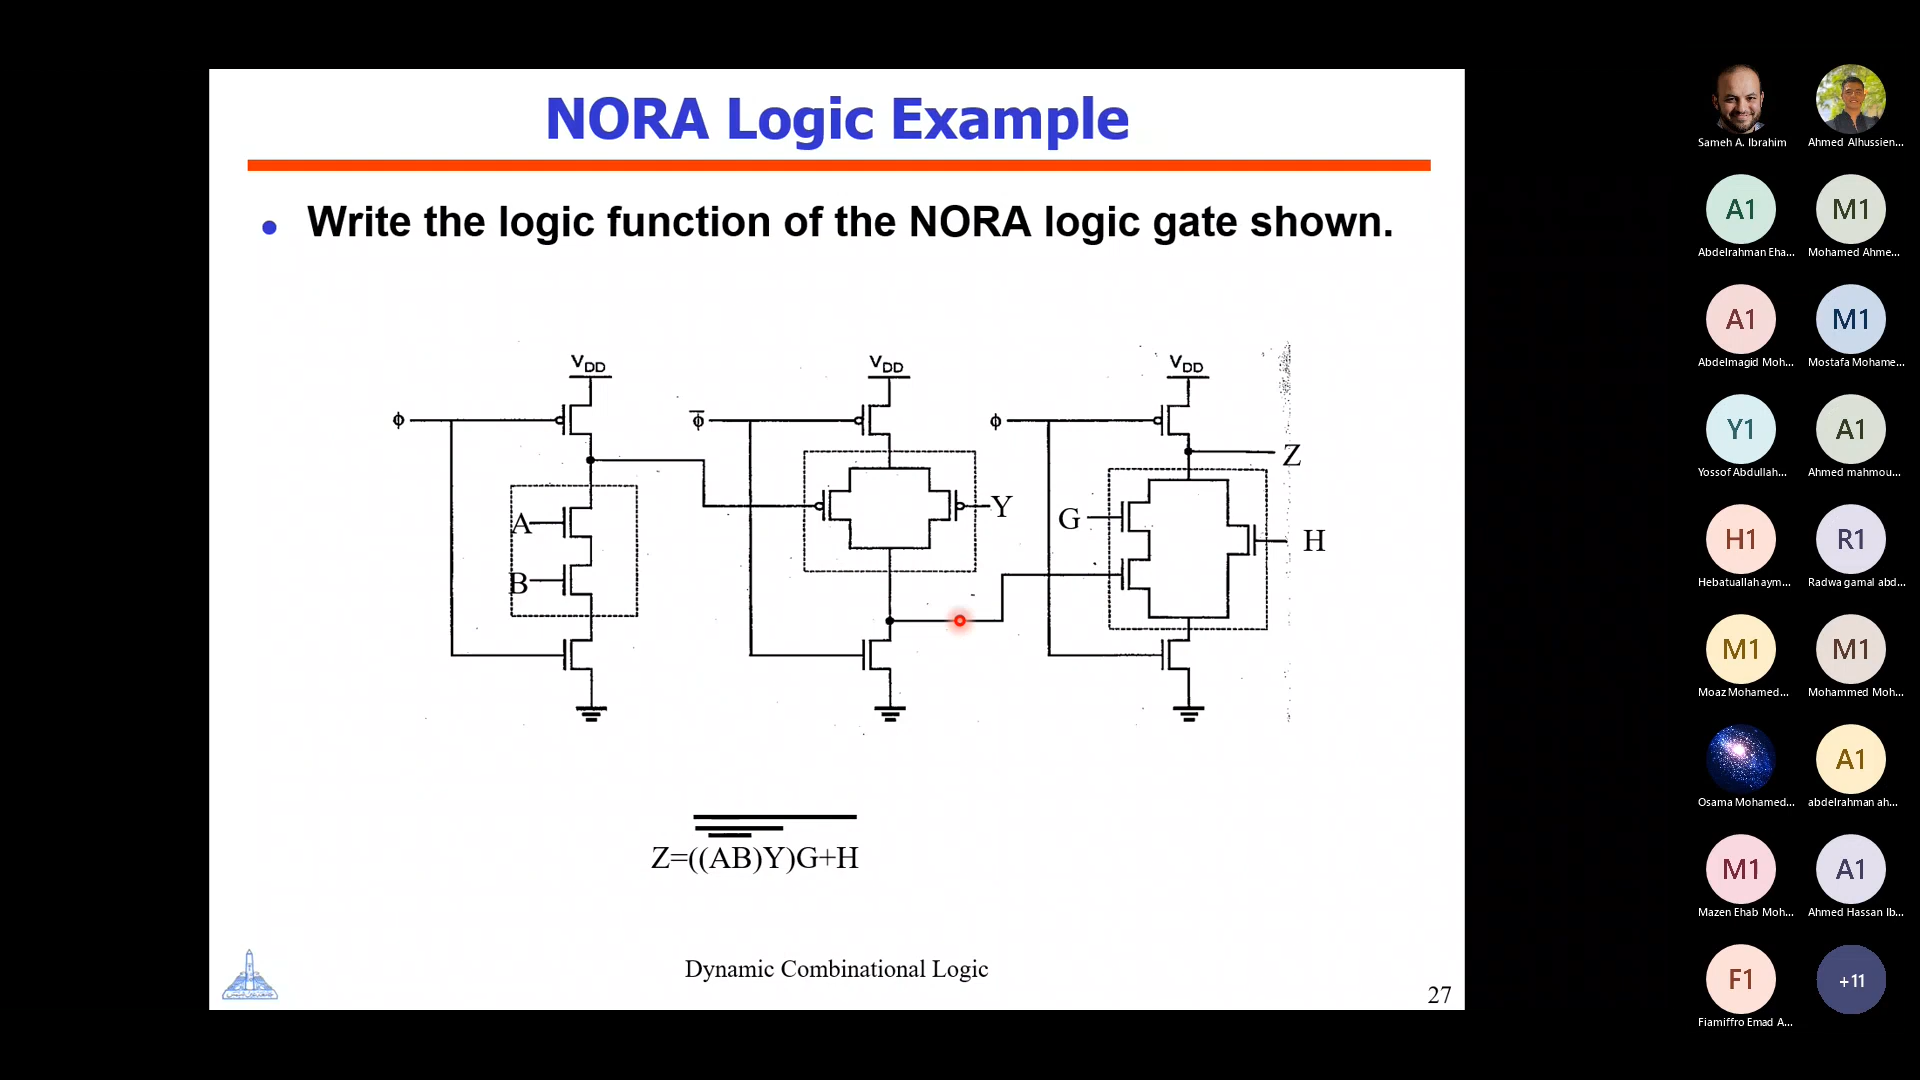 NORA Logic Example
• Write the logic function of the NORA logic gate shown.
VDD
VDD
VDD
ϕ
ϕ̅
ϕ
Z
A
Y
G
H
B
Z=((AB)Y)G+H
Dynamic Combinational Logic
27
Sameh A. Ibrahim
Ahmed Alhussien...
A1
M1
Abdelrahman Eha...
Mohamed Ahme...
A1
M1
Abdelmagid Moh...
Mostafa Mohame...
Y1
A1
Yossof Abdullah...
Ahmed mahmou...
H1
R1
Hebatuallah aym...
Radwa gamal abd...
M1
M1
Moaz Mohamed...
Mohammed Moh...
A1
Osama Mohamed...
abdelrahman ah...
M1
A1
Mazen Ehab Moh...
Ahmed Hassan Ib...
F1
+11
Fiamiffro Emad A...